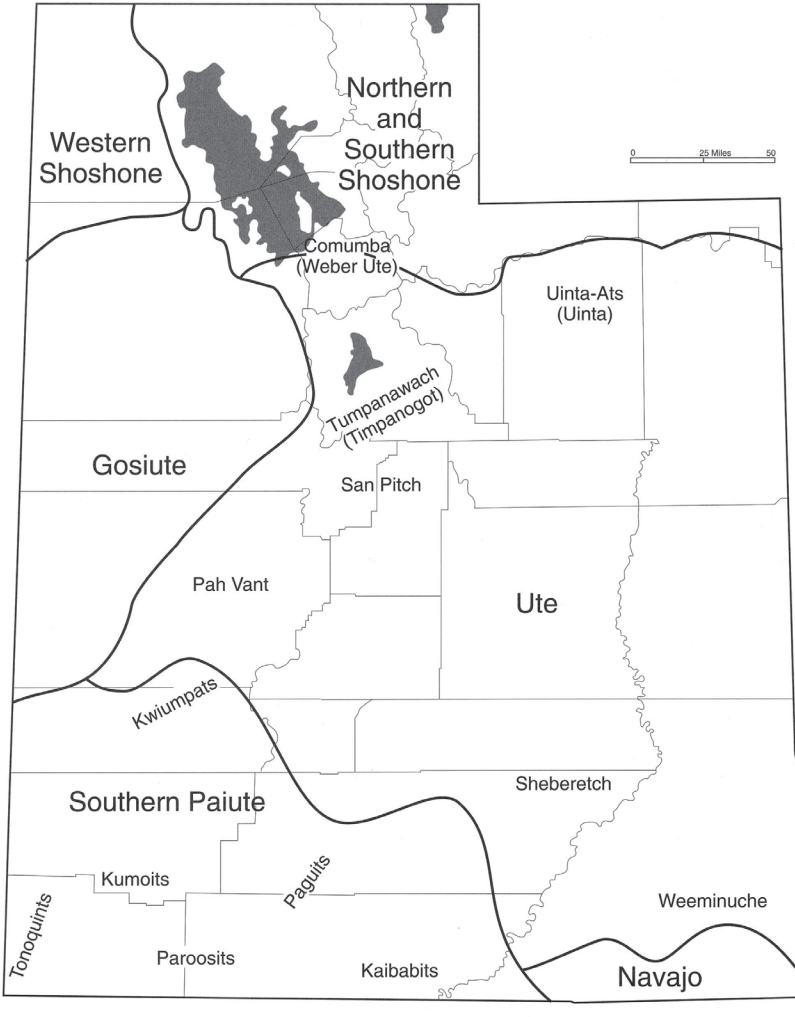 Northern
and
Southern
Shoshone
Western
Shoshone
0 25 Miles 50
Comumba
(Weber Ute)
Uinta-Ats
(Uinta)
Tumpanawach
(Timpanogot)
Gosiute
San Pitch
Pah Vant
Ute
Kwiumpats
Sheberetch
Southern Paiute
Kumoits
Paguits
Tonoquints
Weeminuche
Paroosits
Kaibabits
Navajo